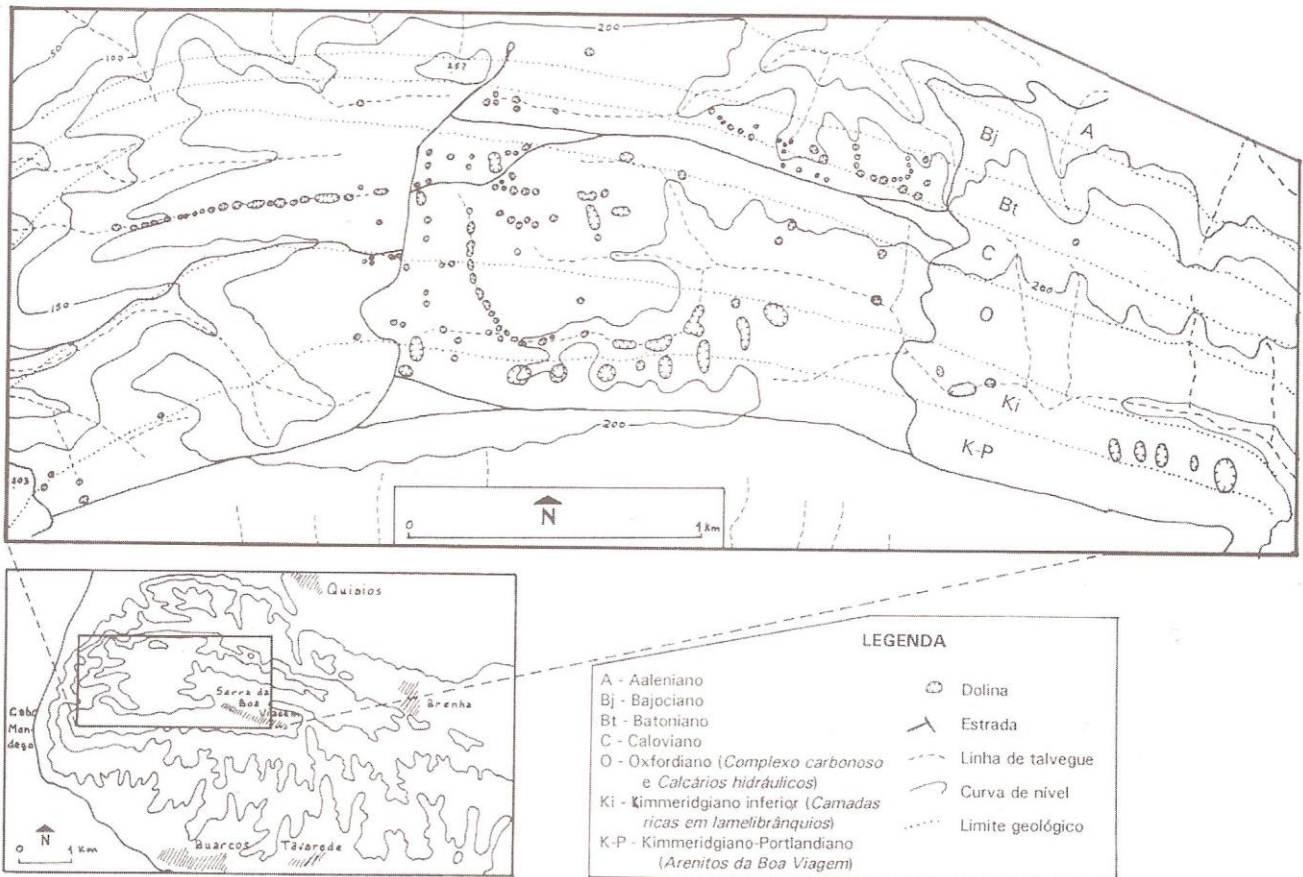 200
50
100
257
A
Bj
Bt
C
200
O
150
Ki
K-P
200
203
N
0 1 Km
Quiaios
Serra da
Boa
Viagem
Brenha
Cabo
Mon-
dego
N
0 1 Km
Buarcos
Tavarede
LEGENDA
A - Aaleniano
Bj - Bajociano
Bt - Batoniano
C - Caloviano
O - Oxfordiano (Complexo carbonoso
e Calcários hidráulicos)
Ki - Kimmeridgiano inferior (Camadas
ricas em lamelibrânquios)
K-P - Kimmeridgiano-Portlandiano
(Arenitos da Boa Viagem)
Dolina
Estrada
Linha de talvegue
Curva de nível
Limite geológico